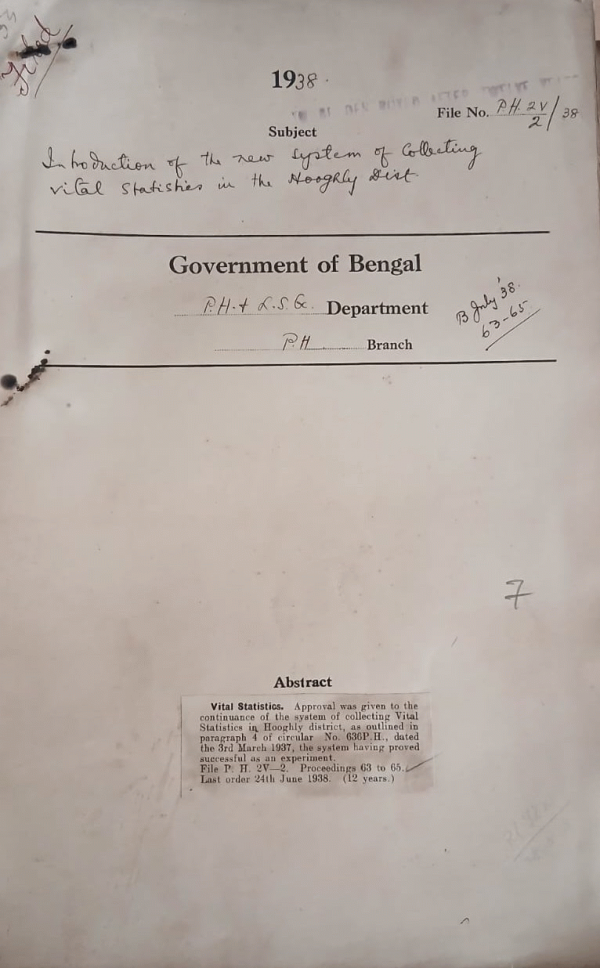 1938.
File No. P.H. 2V/2/38
Subject
Introduction of the new system of Collecting
vital statistics in the Hooghly Dist
Government of Bengal
P.H. + L.S.G. Department
P.H Branch
B July '38.
63-65
7
Abstract
Vital Statistics. Approval was given to the
continuance of the system of collecting Vital
Statistics in Hooghly district, as outlined in
paragraph 4 of circular No. 636P.H., dated
the 3rd March 1937, the system having proved
successful as an experiment.
File P. H. 2V—2. Proceedings 63 to 65.
Last order 24th June 1938. (12 years.)